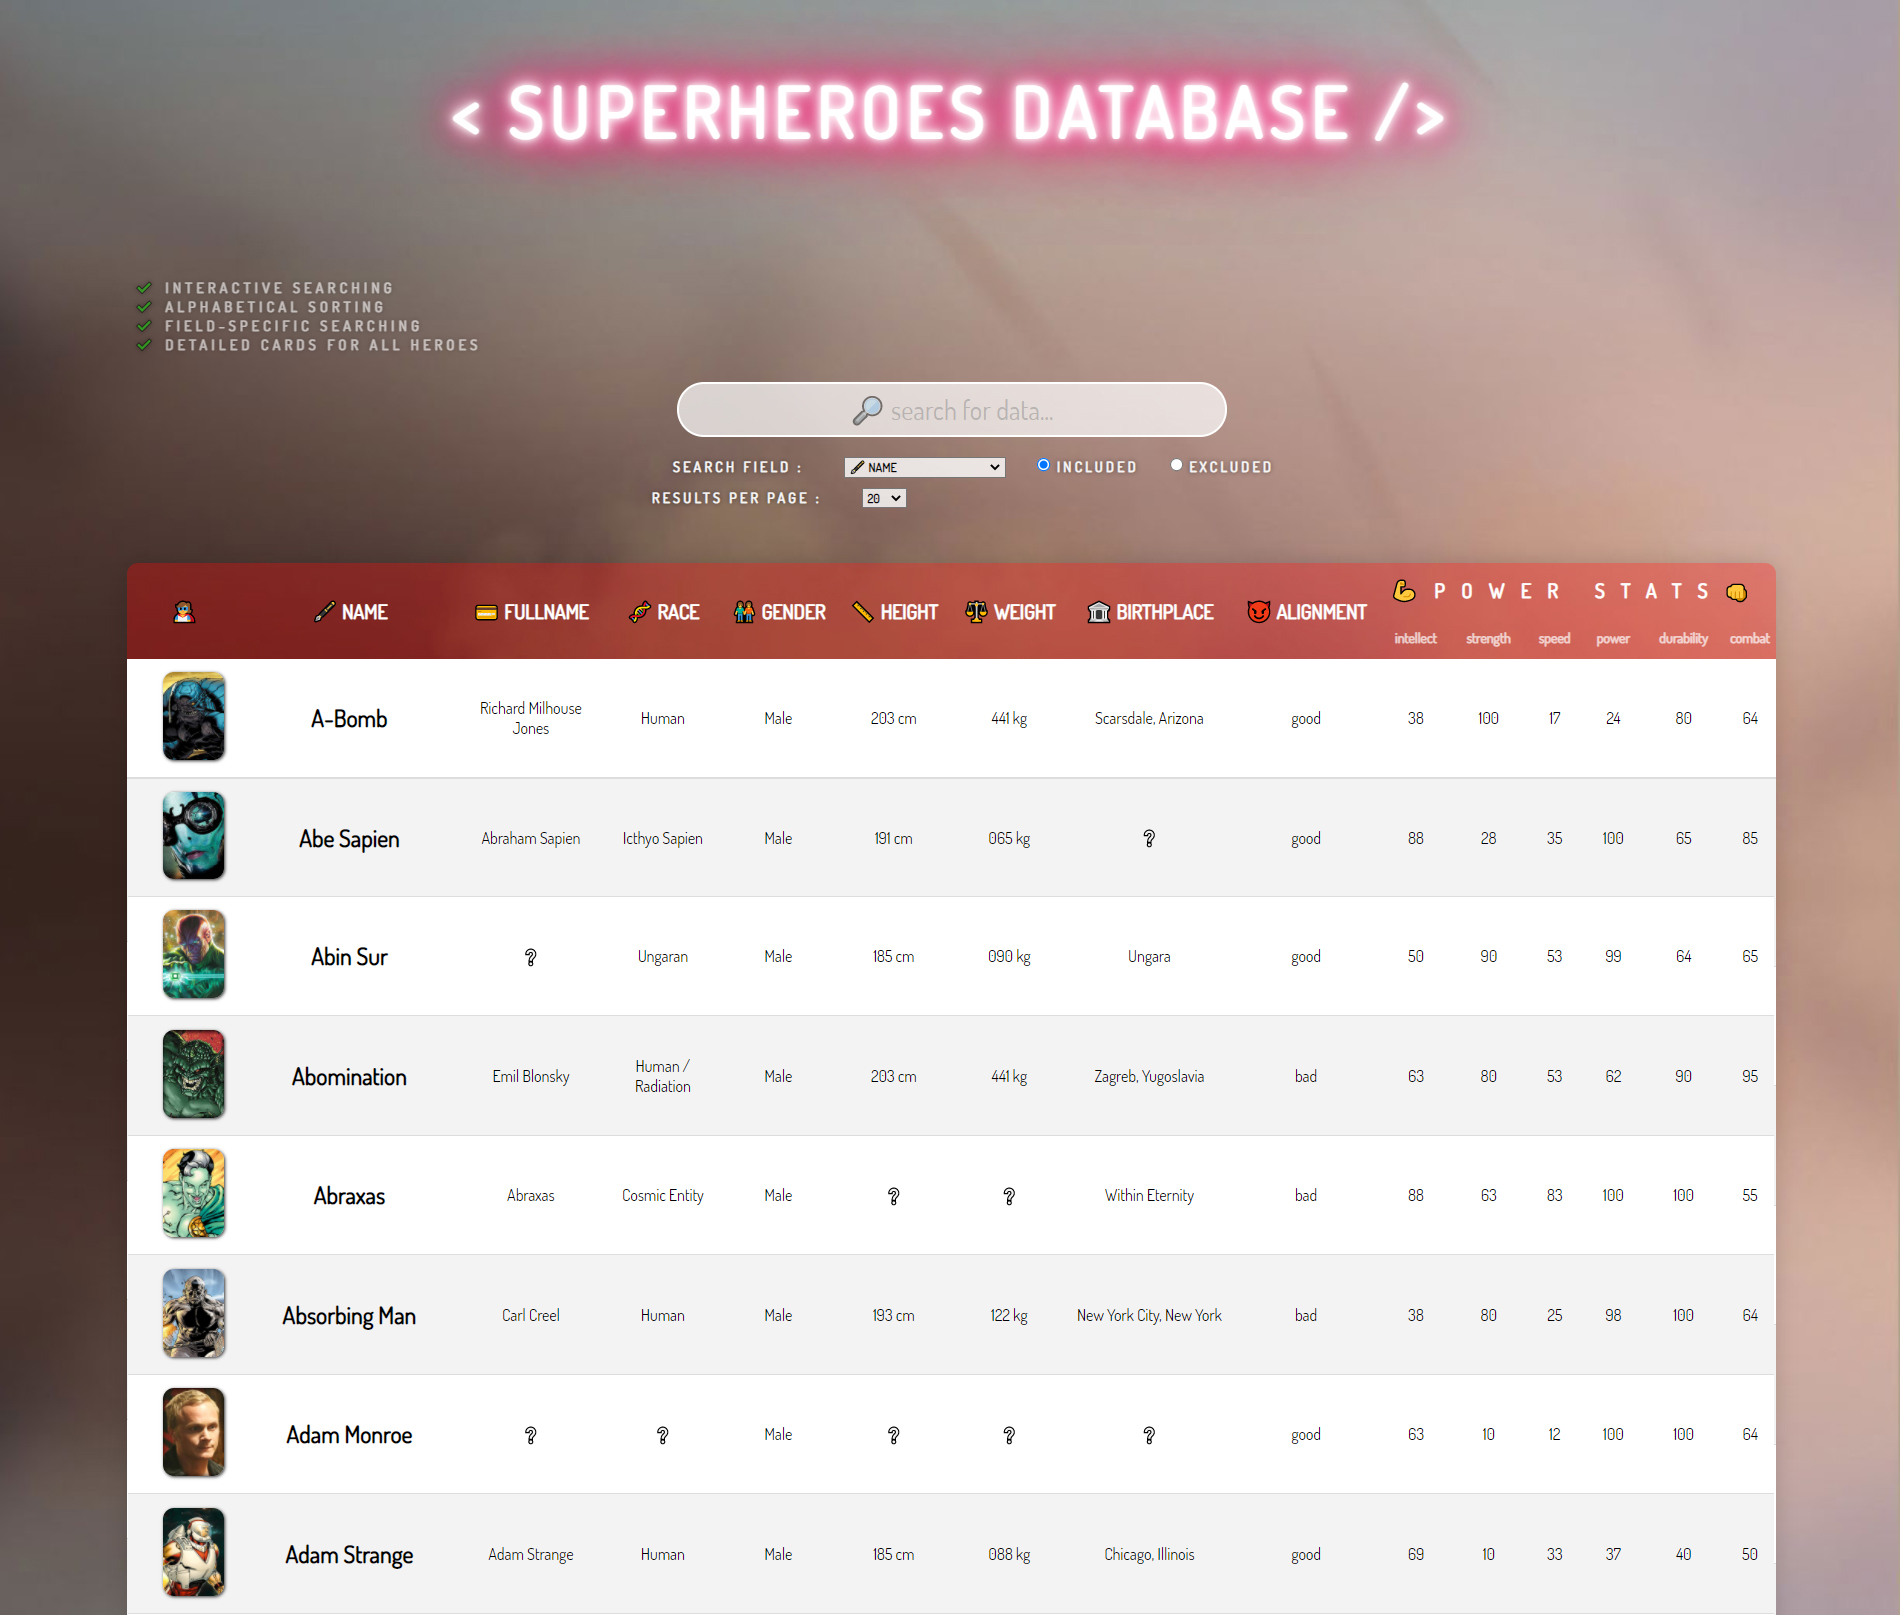 < SUPERHEROES DATABASE />
INTERACTIVE SEARCHING
ALPHABETICAL SORTING
FIELD-SPECIFIC SEARCHING
DETAILED CARDS FOR ALL HEROES
search for data...
SEARCH FIELD : NAME INCLUDED EXCLUDED
RESULTS PER PAGE : 20
POWER STATS
NAME FULLNAME RACE GENDER HEIGHT WEIGHT BIRTHPLACE ALIGNMENT
intellect strength speed power durability combat
A-Bomb Richard Milhouse Jones Human Male 203 cm 441 kg Scarsdale, Arizona good 38 100 17 24 80 64
Abe Sapien Abraham Sapien Icthyo Sapien Male 191 cm 065 kg ? good 88 28 35 100 65 85
Abin Sur ? Ungaran Male 185 cm 090 kg Ungara good 50 90 53 99 64 65
Abomination Emil Blonsky Human / Radiation Male 203 cm 441 kg Zagreb, Yugoslavia bad 63 80 53 62 90 95
Abraxas Abraxas Cosmic Entity Male ? ? Within Eternity bad 88 63 83 100 100 55
Absorbing Man Carl Creel Human Male 193 cm 122 kg New York City, New York bad 38 80 25 98 100 64
Adam Monroe ? ? Male ? ? ? good 63 10 12 100 100 64
Adam Strange Adam Strange Human Male 185 cm 088 kg Chicago, Illinois good 69 10 33 37 40 50